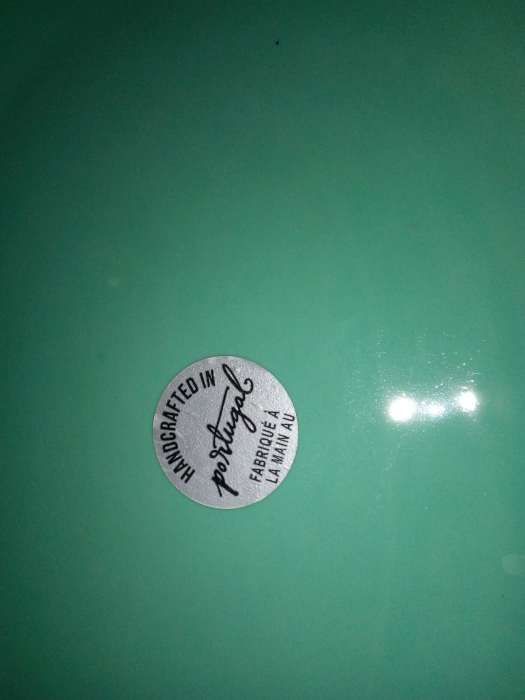 HANDCRAFTED IN
portugal
FABRIQUÉ À
LA MAIN AU